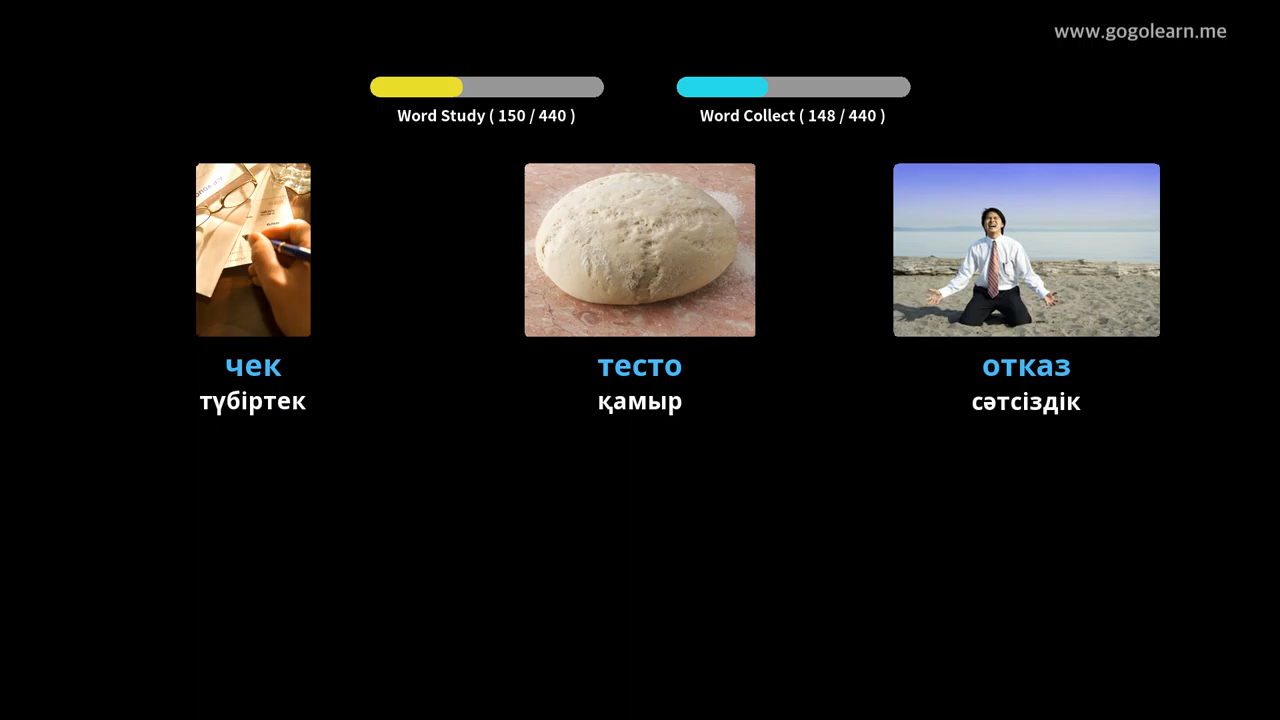 www.gogolearn.me
Word Study ( 150 / 440 )
Word Collect ( 148 / 440 )
чек
түбіртек
тесто
қамыр
отказ
сәтсіздік